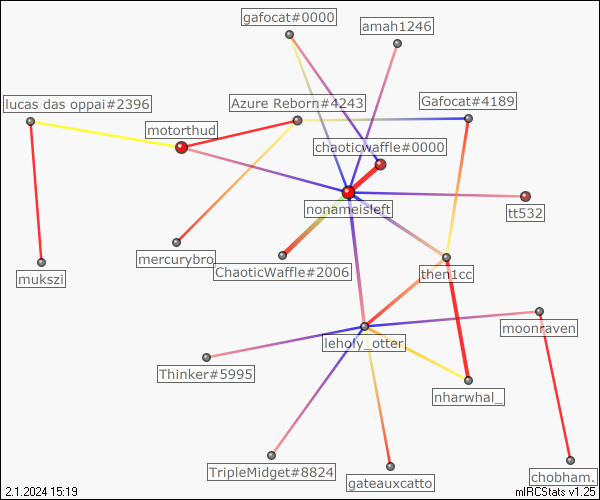 gafocat#0000
amah1246
lucas das oppai#2396
Azure Reborn#4243
Gafocat#4189
motorthud
chaoticwaffle#0000
nonameisleft
tt532
mercurybro
ChaoticWaffle#2006
then1cc
mukszi
leholy_otter
moonraven
Thinker#5995
nharwhal_
TripleMidget#8824
gateauxcatto
chobham.
2.1.2024 15:19
mIRCStats v1.25